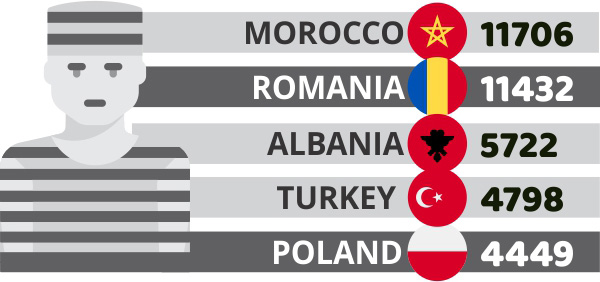 MOROCCO 11706
ROMANIA 11432
ALBANIA 5722
TURKEY 4798
POLAND 4449